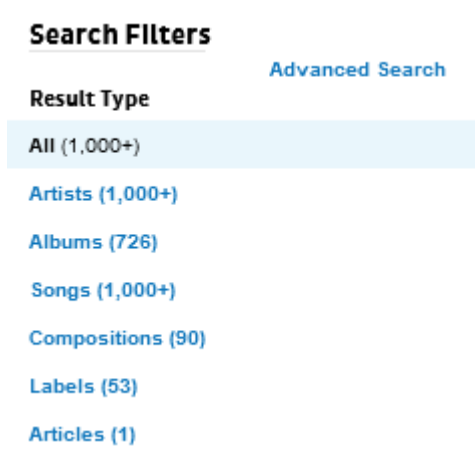 Search Filters
Advanced Search
Result Type
All (1,000+)
Artists (1,000+)
Albums (726)
Songs (1,000+)
Compositions (90)
Labels (53)
Articles (1)